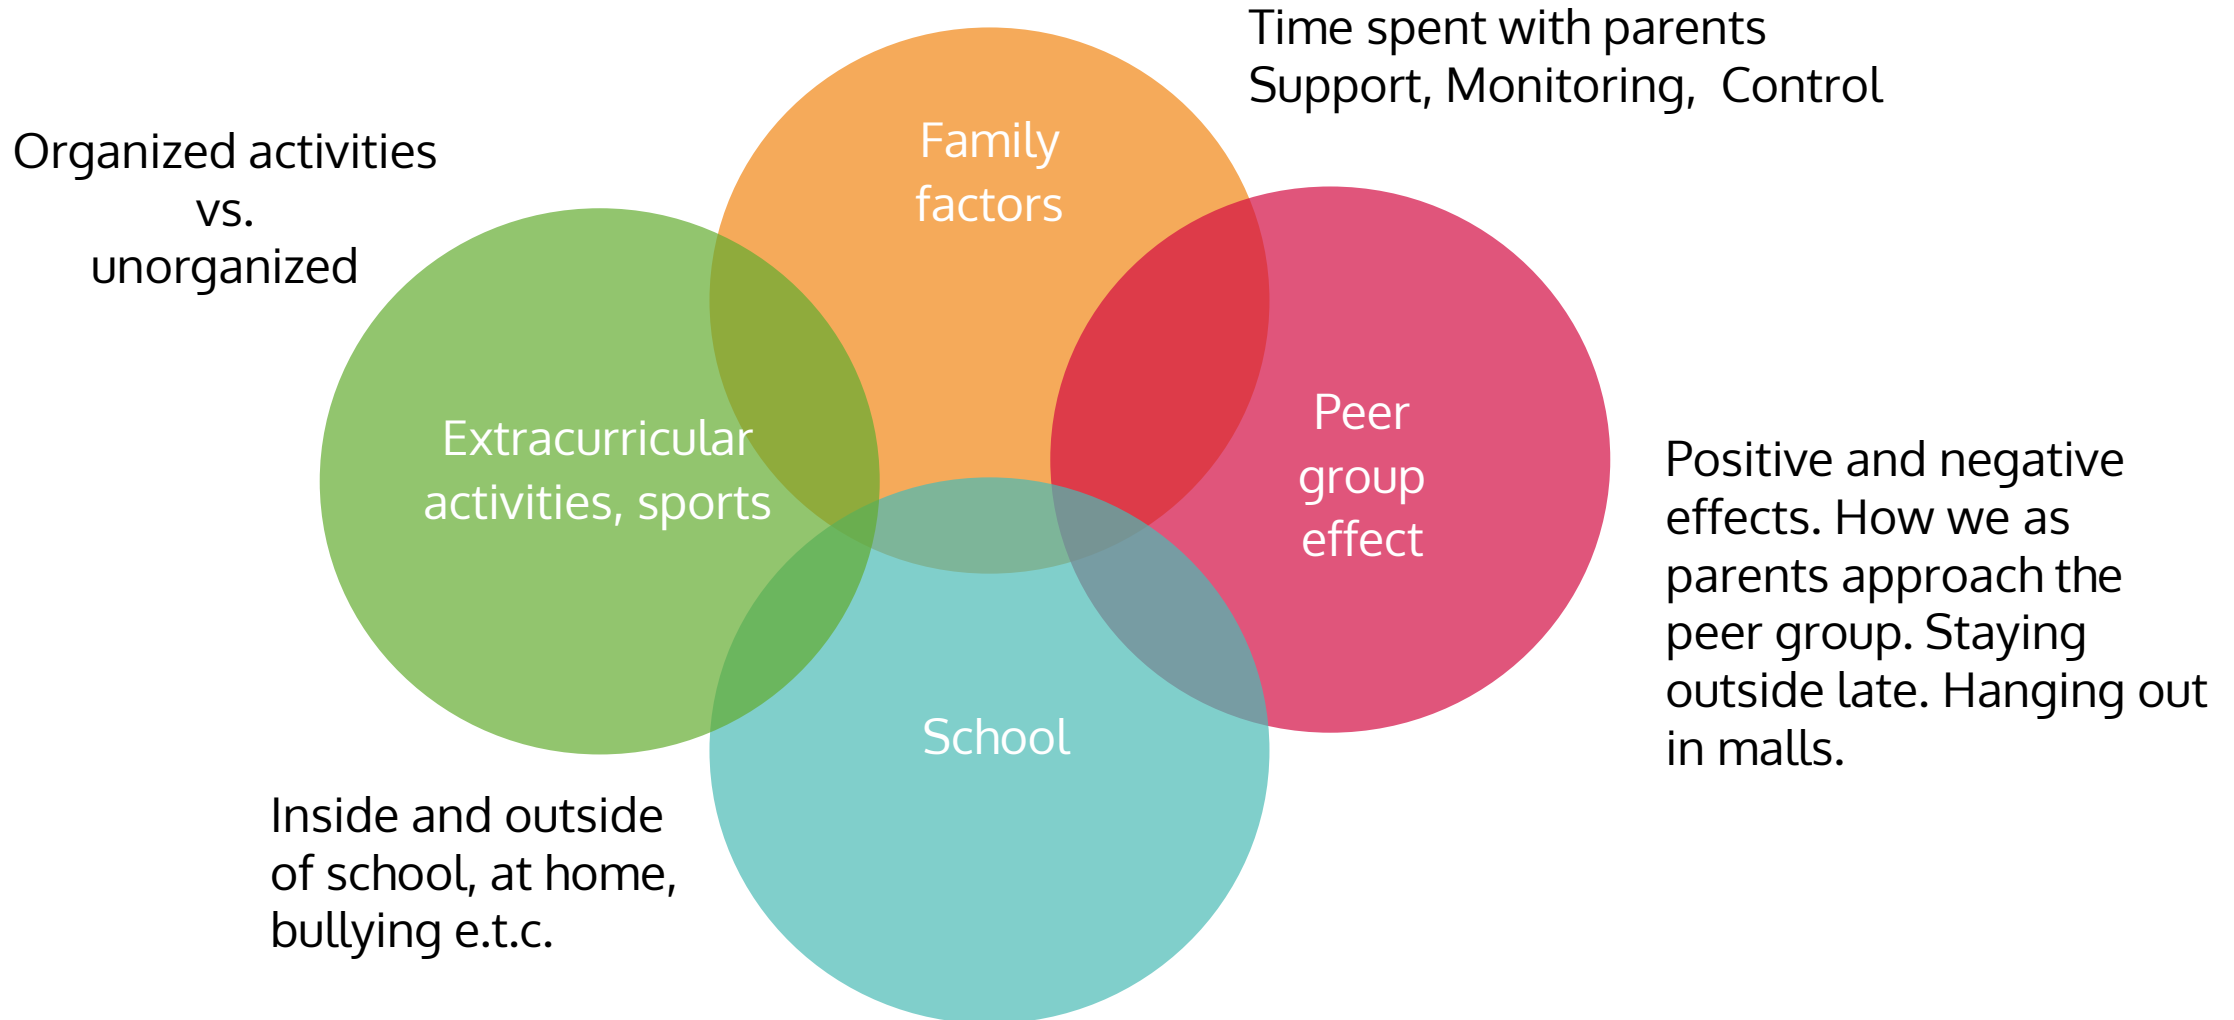 Time spent with parents
Support, Monitoring,  Control
Family
factors
Organized activities
vs.
unorganized
Extracurricular
activities, sports
Peer
group
effect
Positive and negative
effects. How we as
parents approach the
peer group. Staying
outside late. Hanging out
in malls.
School
Inside and outside
of school, at home,
bullying e.t.c.